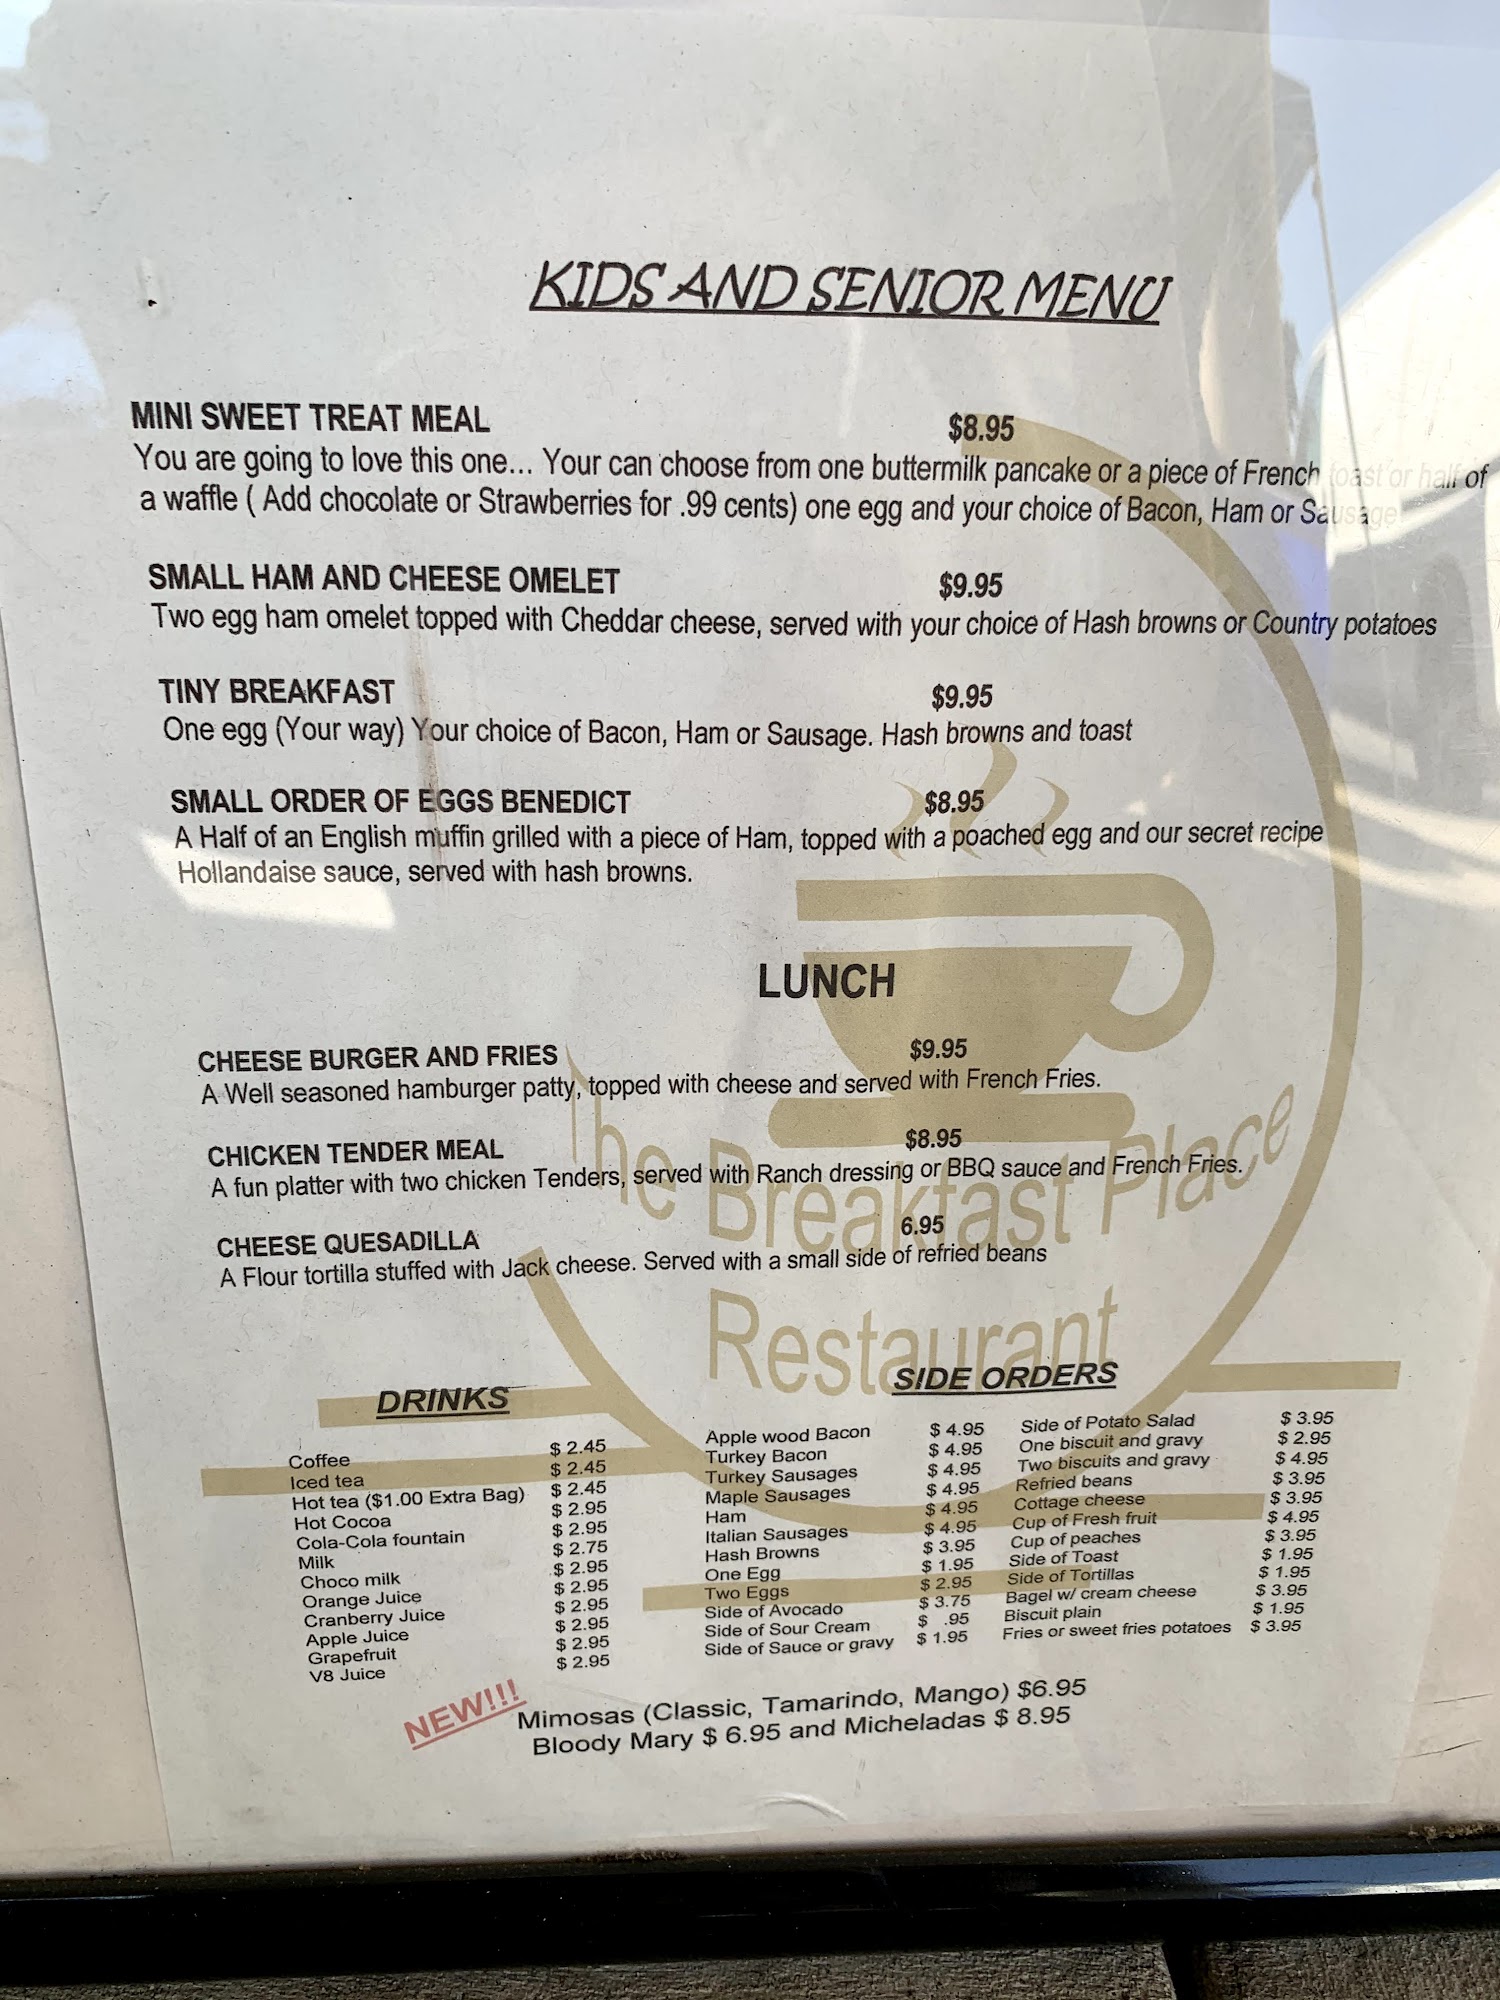 KIDS AND SENIOR MENU
MINI SWEET TREAT MEAL $8.95
You are going to love this one... Your can choose from one buttermilk pancake or a piece of French toast or half of
a waffle ( Add chocolate or Strawberries for .99 cents) one egg and your choice of Bacon, Ham or Sausage
SMALL HAM AND CHEESE OMELET $9.95
Two egg ham omelet topped with Cheddar cheese, served with your choice of Hash browns or Country potatoes
TINY BREAKFAST $9.95
One egg (Your way) Your choice of Bacon, Ham or Sausage. Hash browns and toast
SMALL ORDER OF EGGS BENEDICT $8.95
A Half of an English muffin grilled with a piece of Ham, topped with a poached egg and our secret recipe
Hollandaise sauce, served with hash browns.
LUNCH
CHEESE BURGER AND FRIES $9.95
A Well seasoned hamburger patty, topped with cheese and served with French Fries.
CHICKEN TENDER MEAL $8.95
A fun platter with two chicken Tenders, served with Ranch dressing or BBQ sauce and French Fries.
CHEESE QUESADILLA 6.95
A Flour tortilla stuffed with Jack cheese. Served with a small side of refried beans
The Breakfast Place
Restaurant
DRINKS
Coffee $ 2.45
Iced tea $ 2.45
Hot tea ($1.00 Extra Bag) $ 2.45
Hot Cocoa $ 2.95
Cola-Cola fountain $ 2.95
Milk $ 2.75
Choco milk $ 2.95
Orange Juice $ 2.95
Cranberry Juice $ 2.95
Apple Juice $ 2.95
Grapefruit $ 2.95
V8 Juice $ 2.95
SIDE ORDERS
Apple wood Bacon $ 4.95
Turkey Bacon $ 4.95
Turkey Sausages $ 4.95
Maple Sausages $ 4.95
Ham $ 4.95
Italian Sausages $ 4.95
Hash Browns $ 3.95
One Egg $ 1.95
Two Eggs $ 2.95
Side of Avocado $ 3.75
Side of Sour Cream $ .95
Side of Sauce or gravy $ 1.95
Side of Potato Salad $ 3.95
One biscuit and gravy $ 2.95
Two biscuits and gravy $ 4.95
Refried beans $ 3.95
Cottage cheese $ 3.95
Cup of Fresh fruit $ 4.95
Cup of peaches $ 3.95
Side of Toast $ 1.95
Side of Tortillas $ 1.95
Bagel w/ cream cheese $ 3.95
Biscuit plain $ 1.95
Fries or sweet fries potatoes $ 3.95
NEW!!!
Mimosas (Classic, Tamarindo, Mango) $6.95
Bloody Mary $ 6.95 and Micheladas $ 8.95